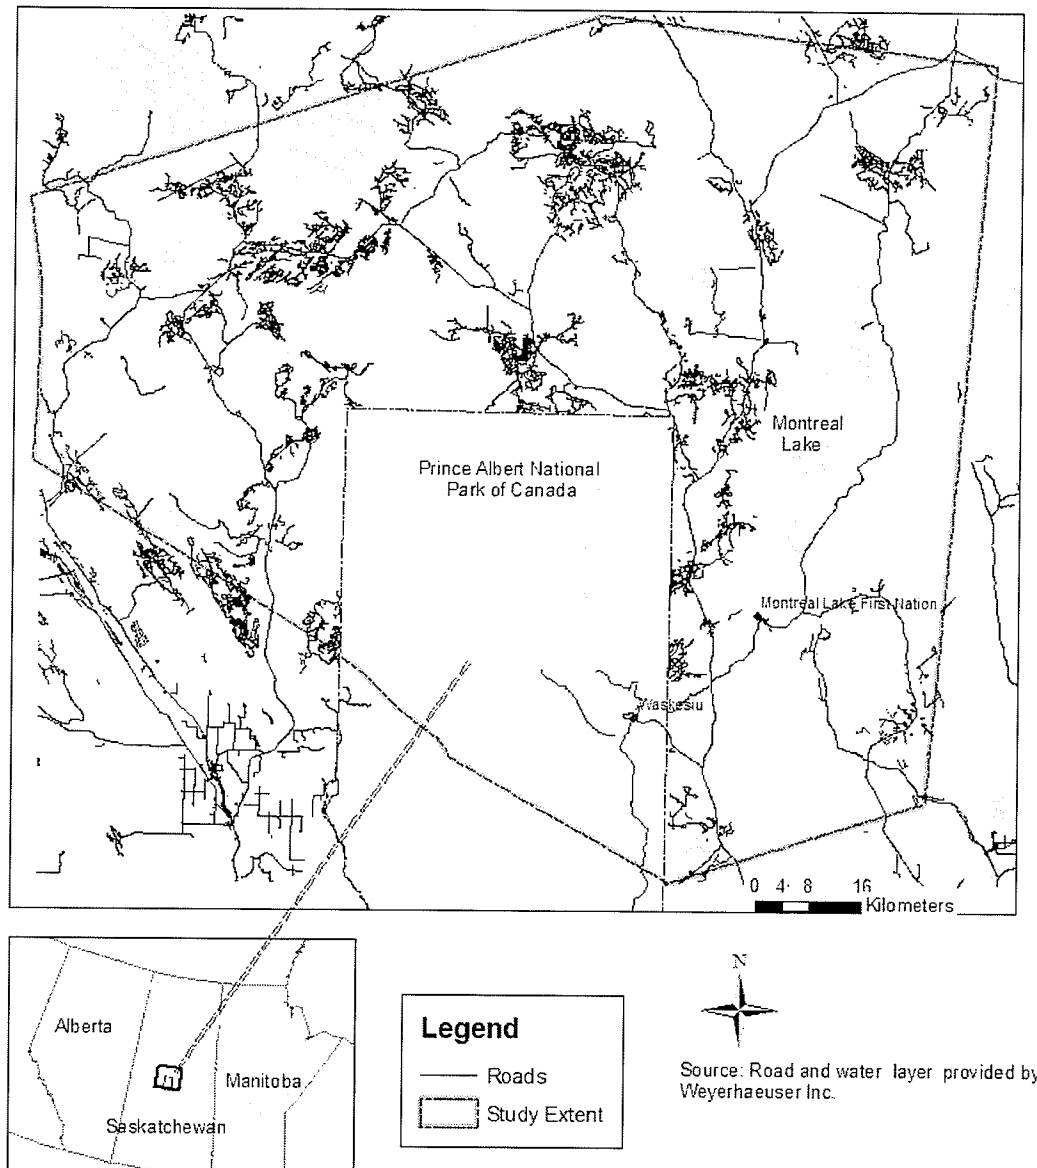 Prince Albert National
Park of Canada
Montreal
Lake
Montreal Lake First Nation
Waskesiu
0 4 8 16
Kilometers
Alberta
Manitoba
Saskatchewan
Legend
Roads
Study Extent
N
Source: Road and water layer provided by
Weyerhaeuser Inc.